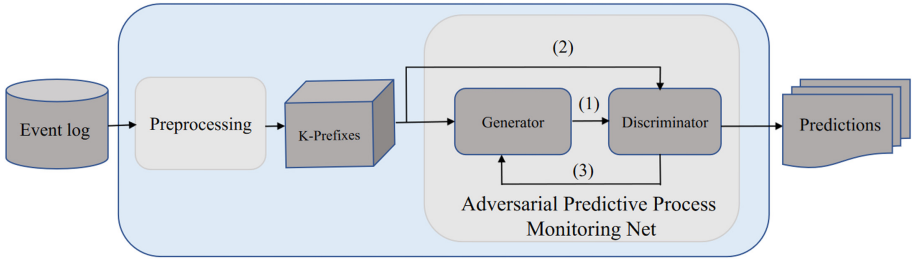 Event log
Preprocessing
K-Prefixes
(2)
Generator
(1)
Discriminator
(3)
Adversarial Predictive Process
Monitoring Net
Predictions